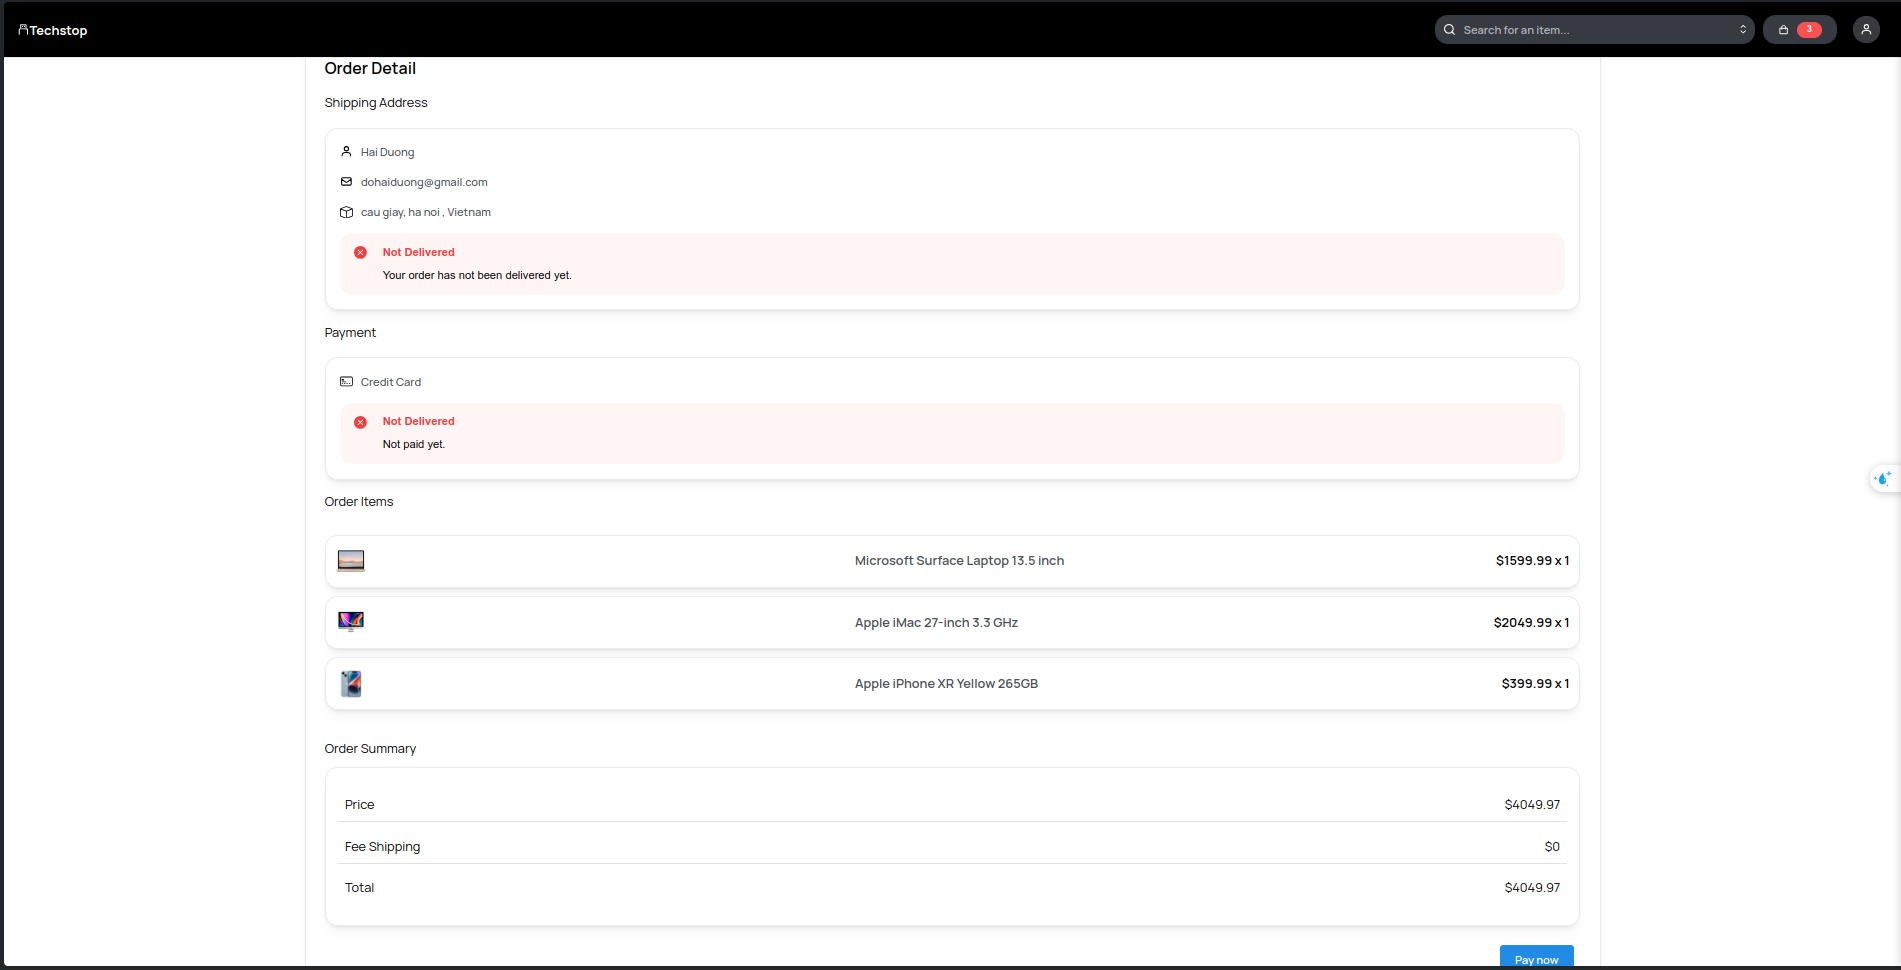 Techstop
Search for an item...
3
Order Detail
Shipping Address
Hai Duong
dohaiduong@gmail.com
cau giay, ha noi , Vietnam
Not Delivered
Your order has not been delivered yet.
Payment
Credit Card
Not Delivered
Not paid yet.
Order Items
Microsoft Surface Laptop 13.5 inch
$1599.99 x 1
Apple iMac 27-inch 3.3 GHz
$2049.99 x 1
Apple iPhone XR Yellow 265GB
$399.99 x 1
Order Summary
Price
$4049.97
Fee Shipping
$0
Total
$4049.97
Pay now